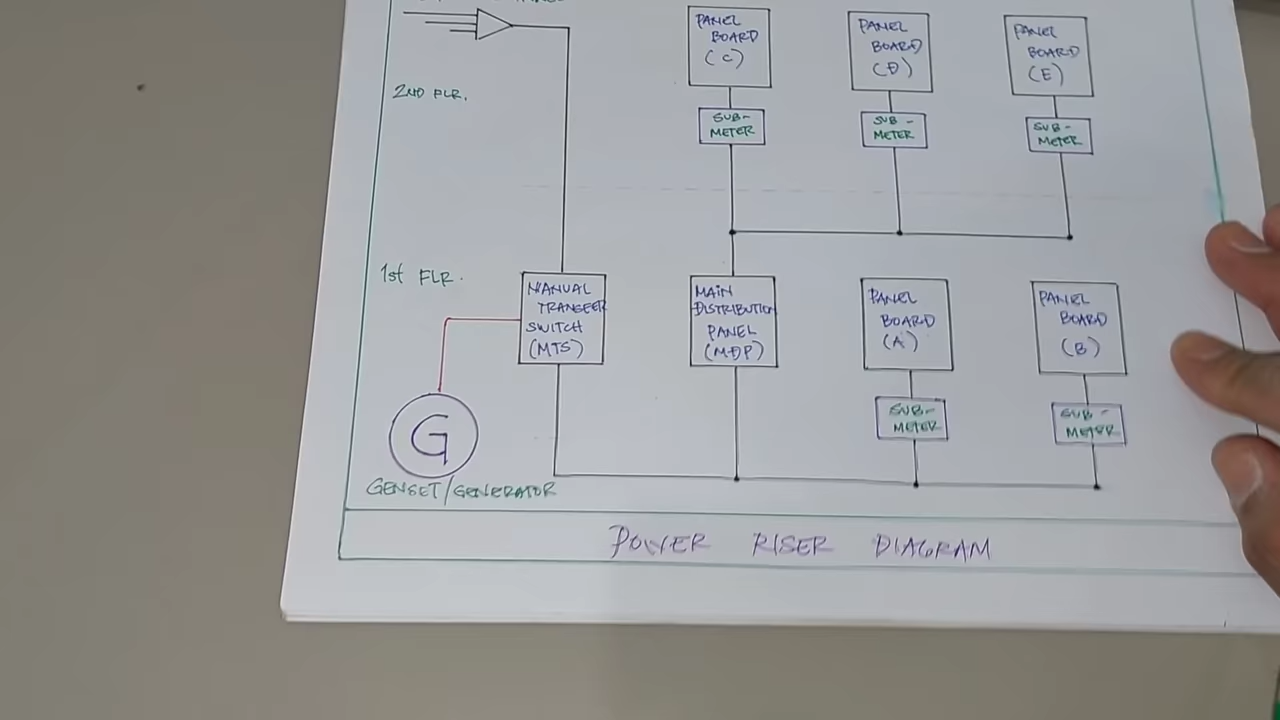 PANEL
BOARD
(C)
PANEL
BOARD
(D)
PANEL
BOARD
(E)
2ND FLR.
SUB-
METER
SUB-
METER
SUB-
METER
1st FLR.
MANUAL
TRANSFER
SWITCH
(MTS)
MAIN
DISTRIBUTION
PANEL
(MDP)
PANEL
BOARD
(A)
PANEL
BOARD
(B)
G
SUB-
METER
SUB-
METER
GENSET/GENERATOR
POWER RISER DIAGRAM